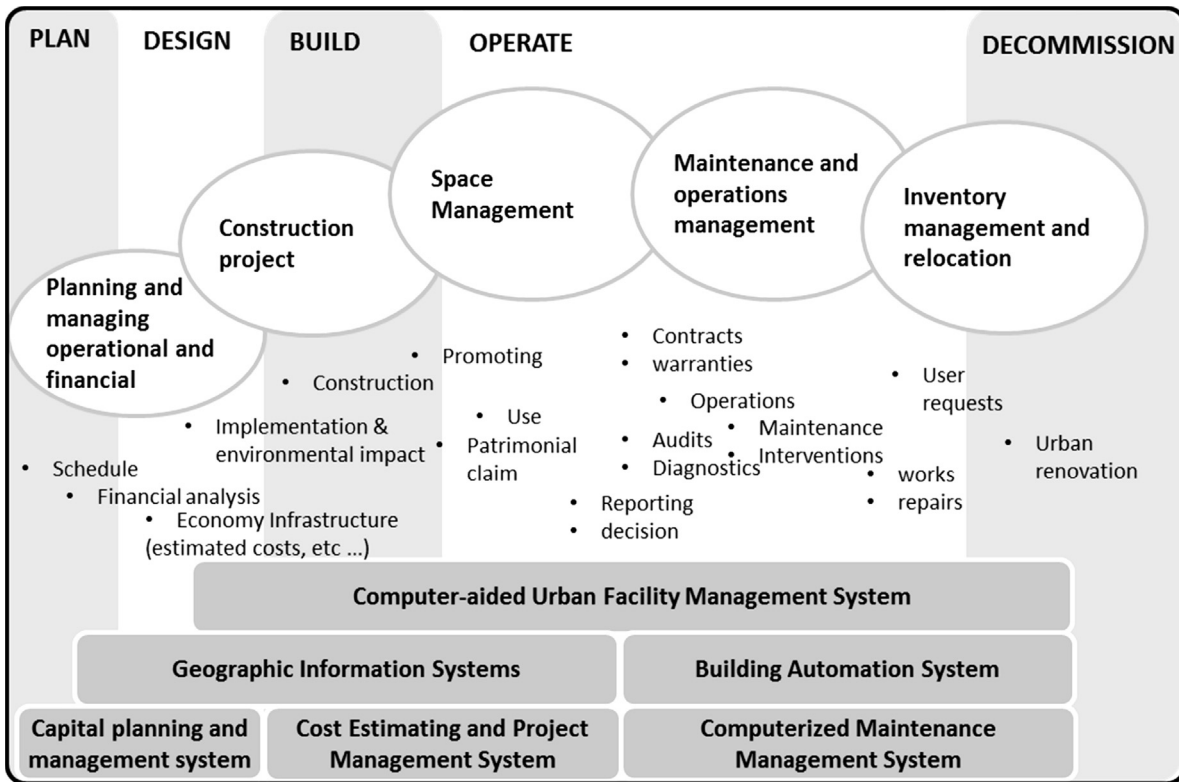 PLAN
DESIGN
BUILD
OPERATE
DECOMMISSION
Planning and
managing
operational and
financial
Construction
project
Space
Management
Maintenance and
operations
management
Inventory
management and
relocation
• Schedule
• Financial analysis
• Economy Infrastructure
(estimated costs, etc ...)
• Implementation &
environmental impact
• Construction
• Promoting
• Use
• Patrimonial
claim
• Contracts
• warranties
• Operations
• Audits
• Diagnostics
• Maintenance
• Interventions
• Reporting
• decision
• User
requests
• works
• repairs
• Urban
renovation
Computer-aided Urban Facility Management System
Geographic Information Systems
Building Automation System
Capital planning and
management system
Cost Estimating and Project
Management System
Computerized Maintenance
Management System